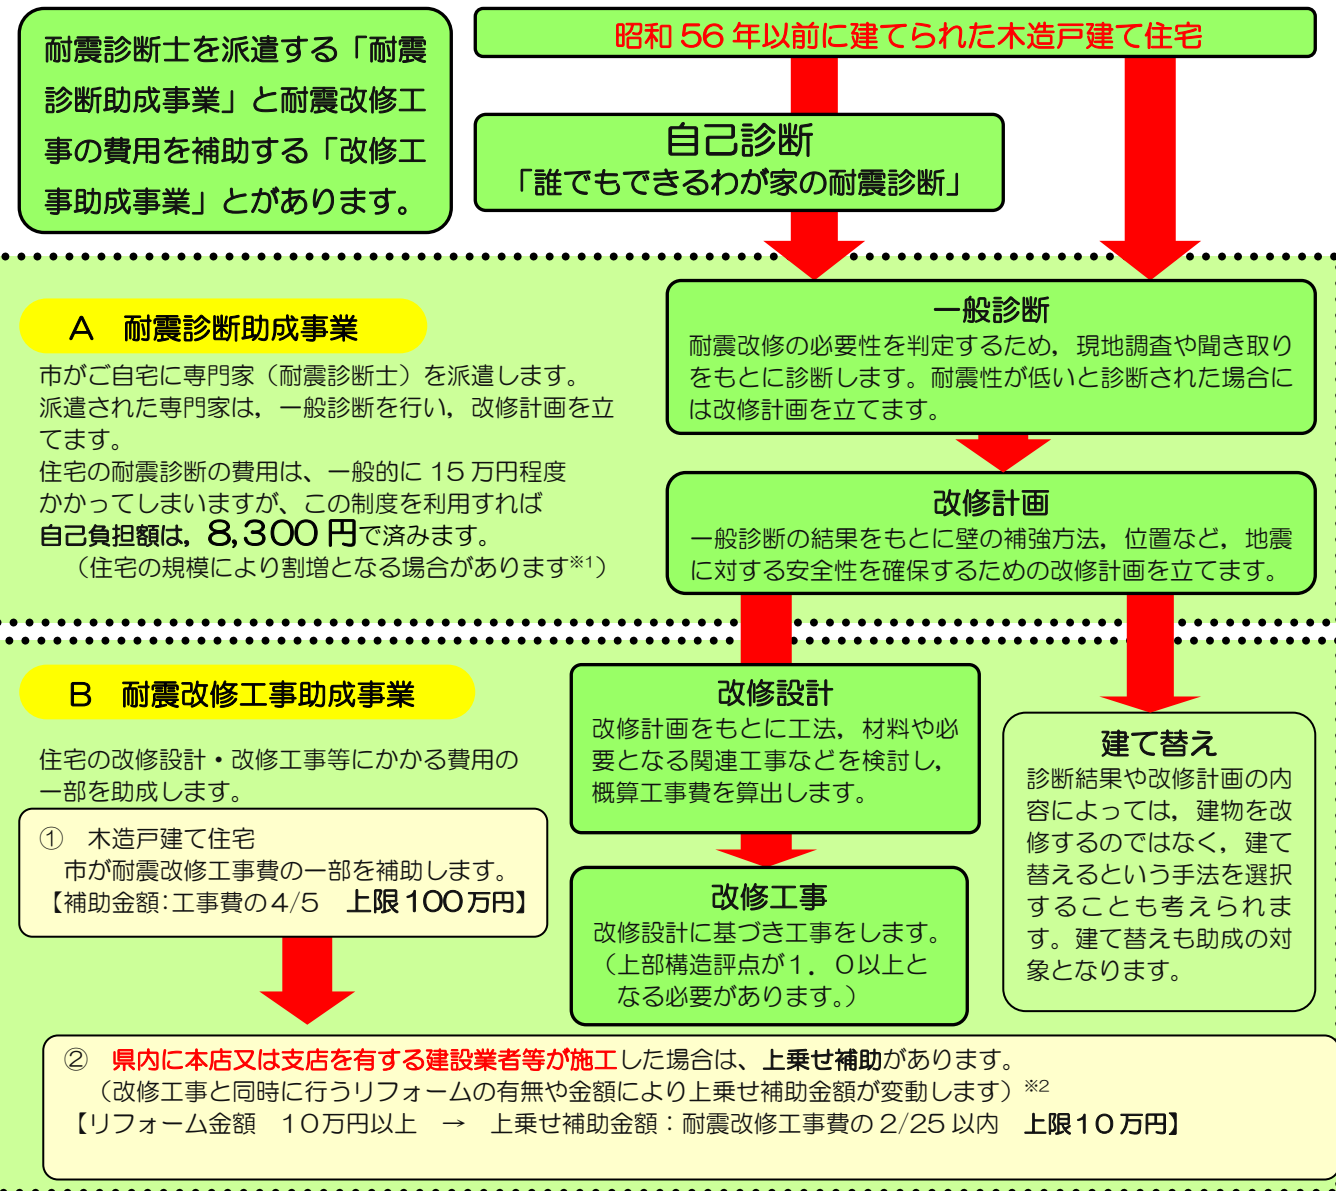 耐震診断士を派遣する「耐震
診断助成事業」と耐震改修工
事の費用を補助する「改修工
事助成事業」とがあります。
昭和 56 年以前に建てられた木造戸建て住宅
自己診断
「誰でもできるわが家の耐震診断」
A　耐震診断助成事業
市がご自宅に専門家（耐震診断士）を派遣します。
派遣された専門家は，一般診断を行い，改修計画を立
てます。
住宅の耐震診断の費用は、一般的に 15 万円程度
かかってしまいますが、この制度を利用すれば
自己負担額は，8,300 円で済みます。
（住宅の規模により割増となる場合があります※1）
一般診断
耐震改修の必要性を判定するため，現地調査や聞き取り
をもとに診断します。耐震性が低いと診断された場合に
は改修計画を立てます。
改修計画
一般診断の結果をもとに壁の補強方法，位置など，地震
に対する安全性を確保するための改修計画を立てます。
B　耐震改修工事助成事業
住宅の改修設計・改修工事等にかかる費用の
一部を助成します。
①　木造戸建て住宅
市が耐震改修工事費の一部を補助します。
【補助金額：工事費の４/５　上限１００万円】
改修設計
改修計画をもとに工法，材料や必
要となる関連工事などを検討し，
概算工事費を算出します。
改修工事
改修設計に基づき工事をします。
（上部構造評点が１．０以上と
なる必要があります。）
建て替え
診断結果や改修計画の内
容によっては，建物を改
修するのではなく，建て
替えるという手法を選択
することも考えられま
す。建て替えも助成の対
象となります。
②　県内に本店又は支店を有する建設業者等が施工した場合は、上乗せ補助があります。
（改修工事と同時に行うリフォームの有無や金額により上乗せ補助金額が変動します）※2
【リフォーム金額　１０万円以上　→　上乗せ補助金額：耐震改修工事費の 2/25 以内　上限１０万円】